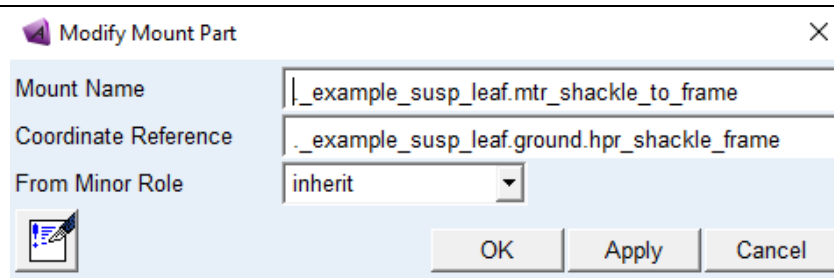 Modify Mount Part
Mount Name ._example_susp_leaf.mtr_shackle_to_frame
Coordinate Reference ._example_susp_leaf.ground.hpr_shackle_frame
From Minor Role inherit
OK Apply Cancel